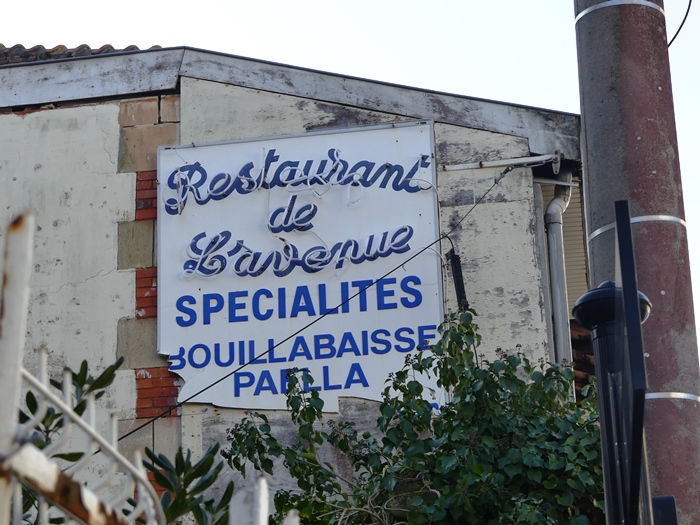 Restaurant
de
L'avenue
SPECIALITES
BOUILLABAISSE
PAELLA